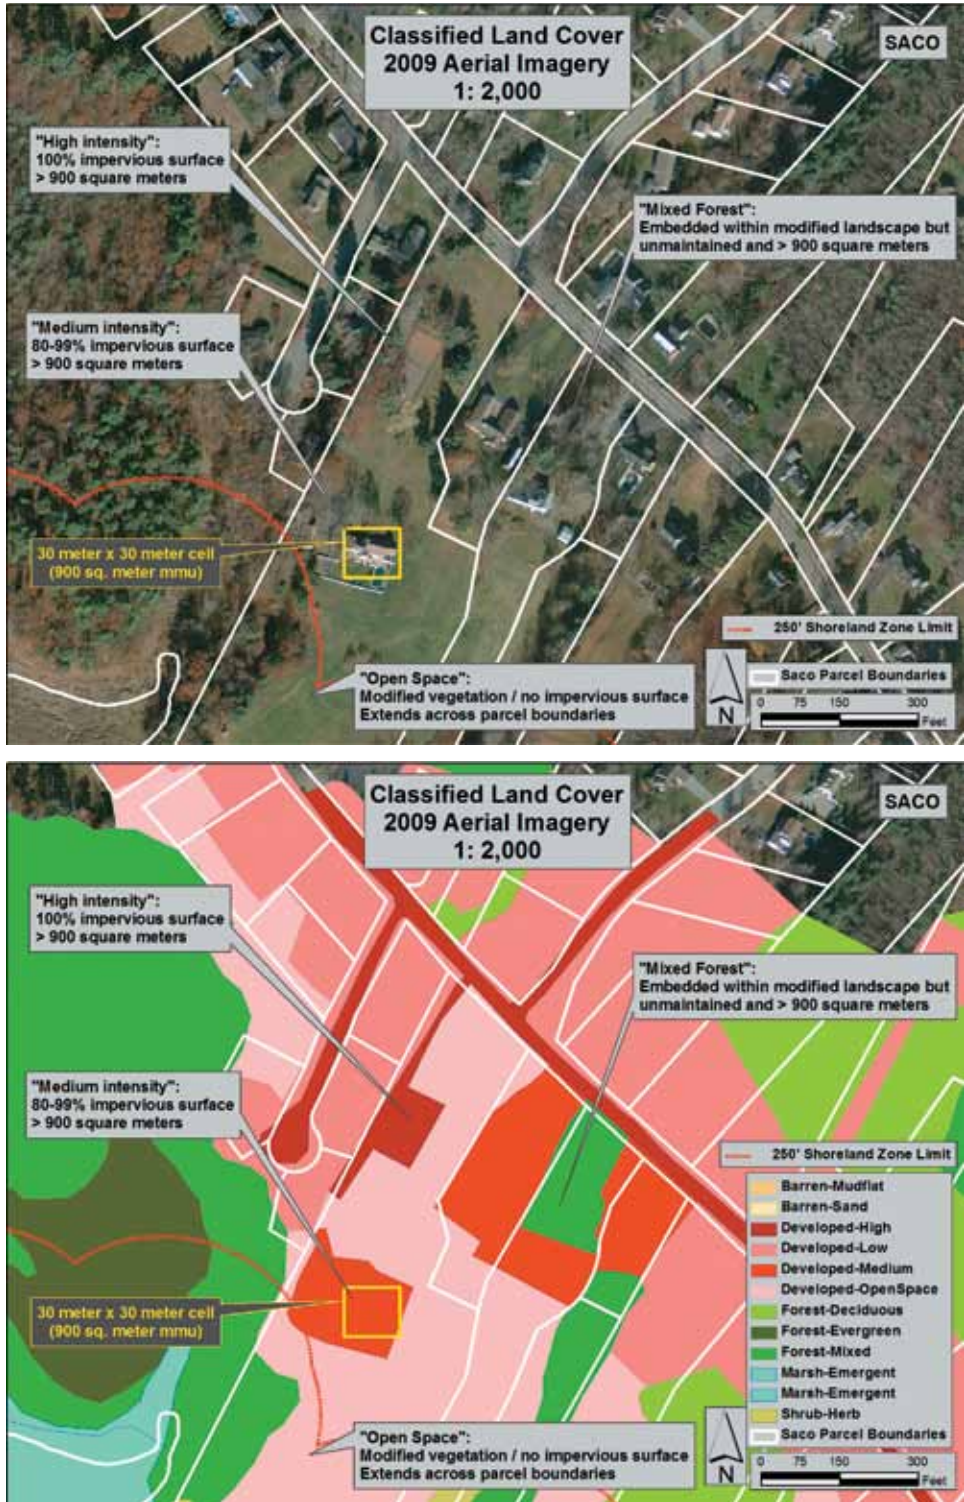 Classified Land Cover
2009 Aerial Imagery
1: 2,000
SACO
"High intensity":
100% impervious surface
> 900 square meters
"Mixed Forest":
Embedded within modified landscape but
unmaintained and > 900 square meters
"Medium intensity":
80-99% impervious surface
> 900 square meters
30 meter x 30 meter cell
(900 sq. meter mmu)
250' Shoreland Zone Limit
"Open Space":
Modified vegetation / no impervious surface
Extends across parcel boundaries
N
Saco Parcel Boundaries
0 75 150 300
Feet
Classified Land Cover
2009 Aerial Imagery
1: 2,000
SACO
"High intensity":
100% impervious surface
> 900 square meters
"Mixed Forest":
Embedded within modified landscape but
unmaintained and > 900 square meters
"Medium intensity":
80-99% impervious surface
> 900 square meters
250' Shoreland Zone Limit
Barren-Mudflat
Barren-Sand
Developed-High
Developed-Low
Developed-Medium
Developed-OpenSpace
Forest-Deciduous
Forest-Evergreen
Forest-Mixed
Marsh-Emergent
Marsh-Emergent
Shrub-Herb
Saco Parcel Boundaries
30 meter x 30 meter cell
(900 sq. meter mmu)
"Open Space":
Modified vegetation / no impervious surface
Extends across parcel boundaries
N
0 75 150 300
Feet